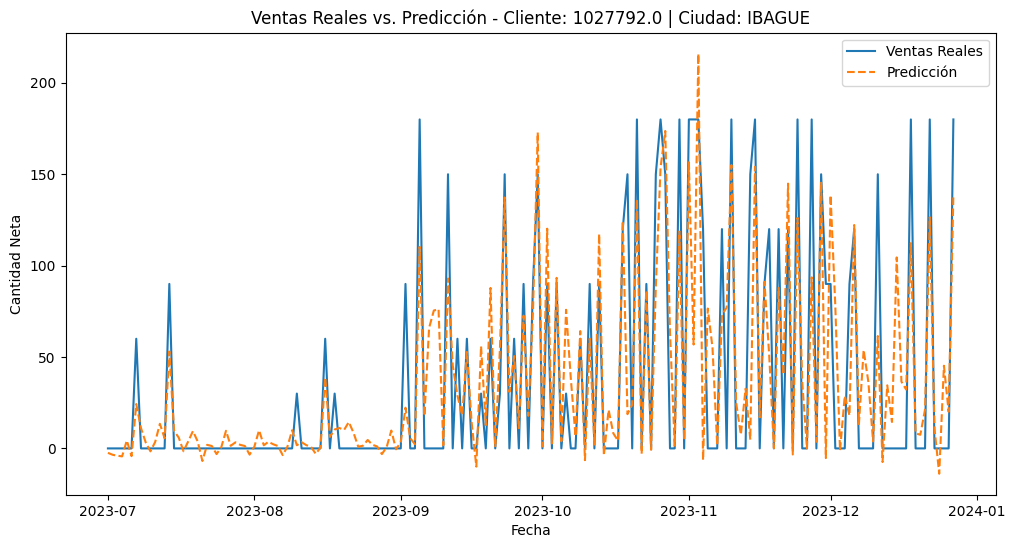 Ventas Reales vs. Predicción - Cliente: 1027792.0 | Ciudad: IBAGUE
Ventas Reales
Predicción
Cantidad Neta
200
150
100
50
0
2023-07
2023-08
2023-09
2023-10
2023-11
2023-12
2024-01
Fecha